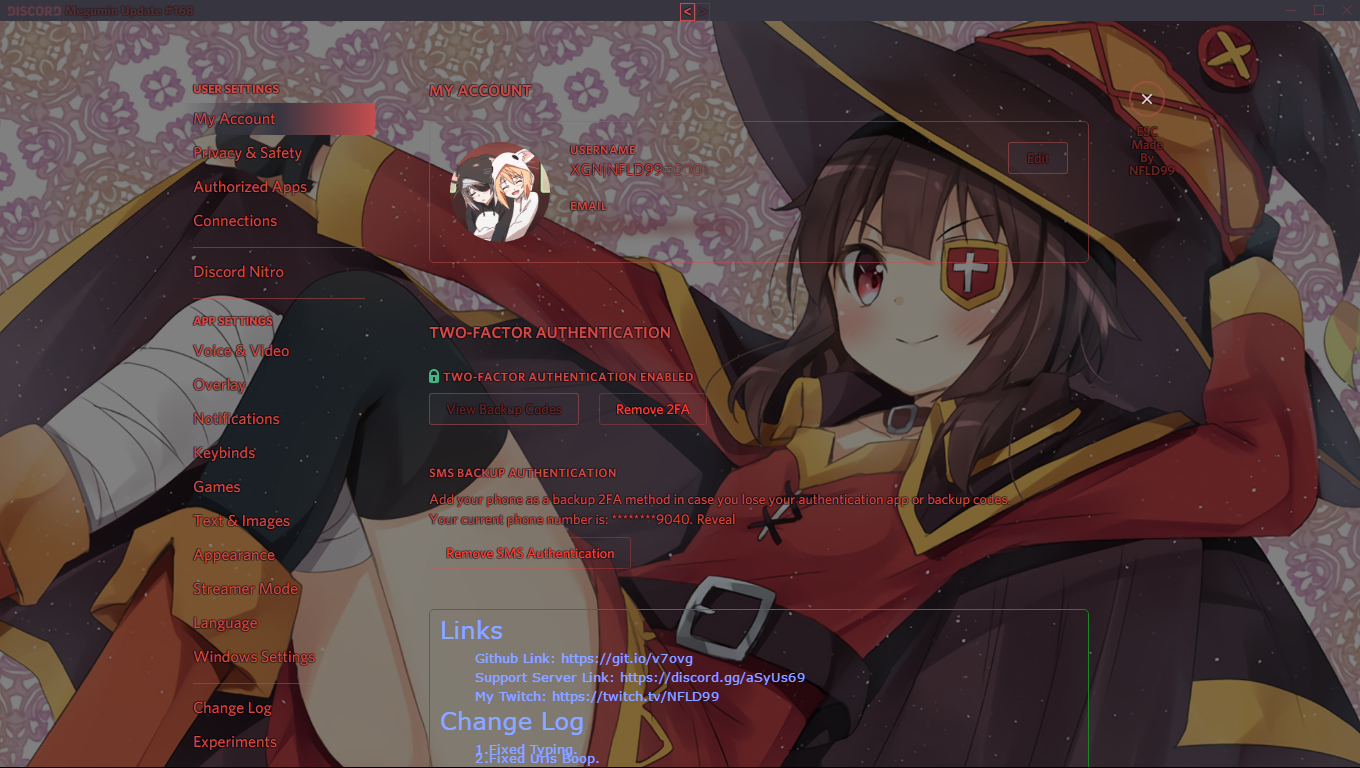 DISCORD Megumin Update #168
< >
USER SETTINGS
My Account
Privacy & Safety
Authorized Apps
Connections
Discord Nitro
APP SETTINGS
Voice & Video
Overlay
Notifications
Keybinds
Games
Text & Images
Appearance
Streamer Mode
Language
Windows Settings
Change Log
Experiments
MY ACCOUNT
USERNAME
XGN|NFLD99
EMAIL
Edit
ESC
Made
By
NFLD99
TWO-FACTOR AUTHENTICATION
TWO-FACTOR AUTHENTICATION ENABLED
View Backup Codes
Remove 2FA
SMS BACKUP AUTHENTICATION
Add your phone as a backup 2FA method in case you lose your authentication app or backup codes.
Your current phone number is: ********9040. Reveal
Remove SMS Authentication
Links
Github Link: https://git.io/v7ovg
Support Server Link: https://discord.gg/aSyUs69
My Twitch: https://twitch.tv/NFLD99
Change Log
1.Fixed Typing.
2.Fixed Urls Boop.